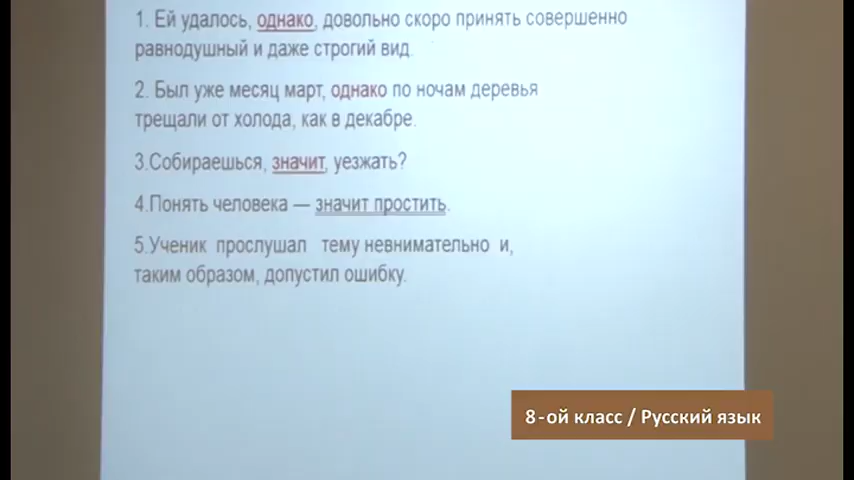 1. Ей удалось, однако, довольно скоро принять совершенно
равнодушный и даже строгий вид.
2. Был уже месяц март, однако по ночам деревья
трещали от холода, как в декабре.
3.Собираешься, значит, уезжать?
4.Понять человека — значит простить.
5.Ученик прослушал тему невнимательно и,
таким образом, допустил ошибку.
8-ой класс / Русский язык